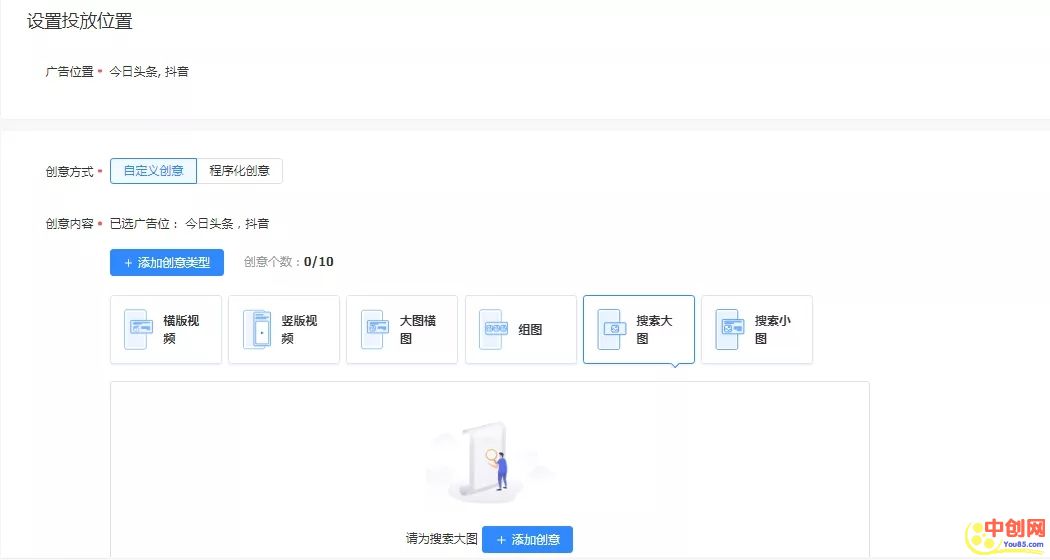 设置投放位置
广告位置• 今日头条, 抖音
创意方式• 自定义创意 程序化创意
创意内容• 已选广告位： 今日头条，抖音
+ 添加创意类型 创意个数：0/10
横版视频 竖版视频 大图横图 组图 搜索大图 搜索小图
请为搜索大图 + 添加创意
中创网
You85.com